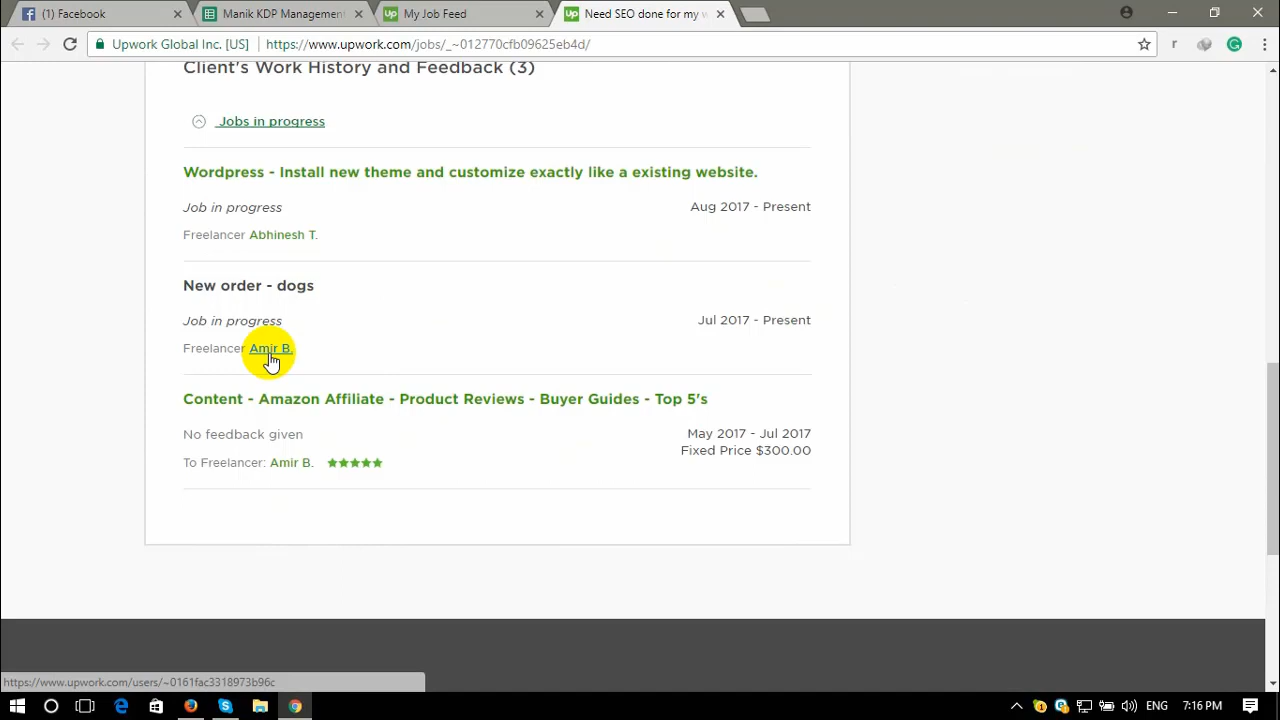 (1) Facebook
Manik KDP Managemen
My Job Feed
Need SEO done for my w
Upwork Global Inc. [US]
https://www.upwork.com/jobs/_~012770cfb09625eb4d/
Client's Work History and Feedback (3)
Jobs in progress
Wordpress - Install new theme and customize exactly like a existing website.
Job in progress
Aug 2017 - Present
Freelancer Abhinesh T.
New order - dogs
Job in progress
Jul 2017 - Present
Freelancer Amir B.
Content - Amazon Affiliate - Product Reviews - Buyer Guides - Top 5's
No feedback given
May 2017 - Jul 2017
Fixed Price $300.00
To Freelancer: Amir B.
https://www.upwork.com/users/~0161fac3318973b96c
ENG
7:16 PM